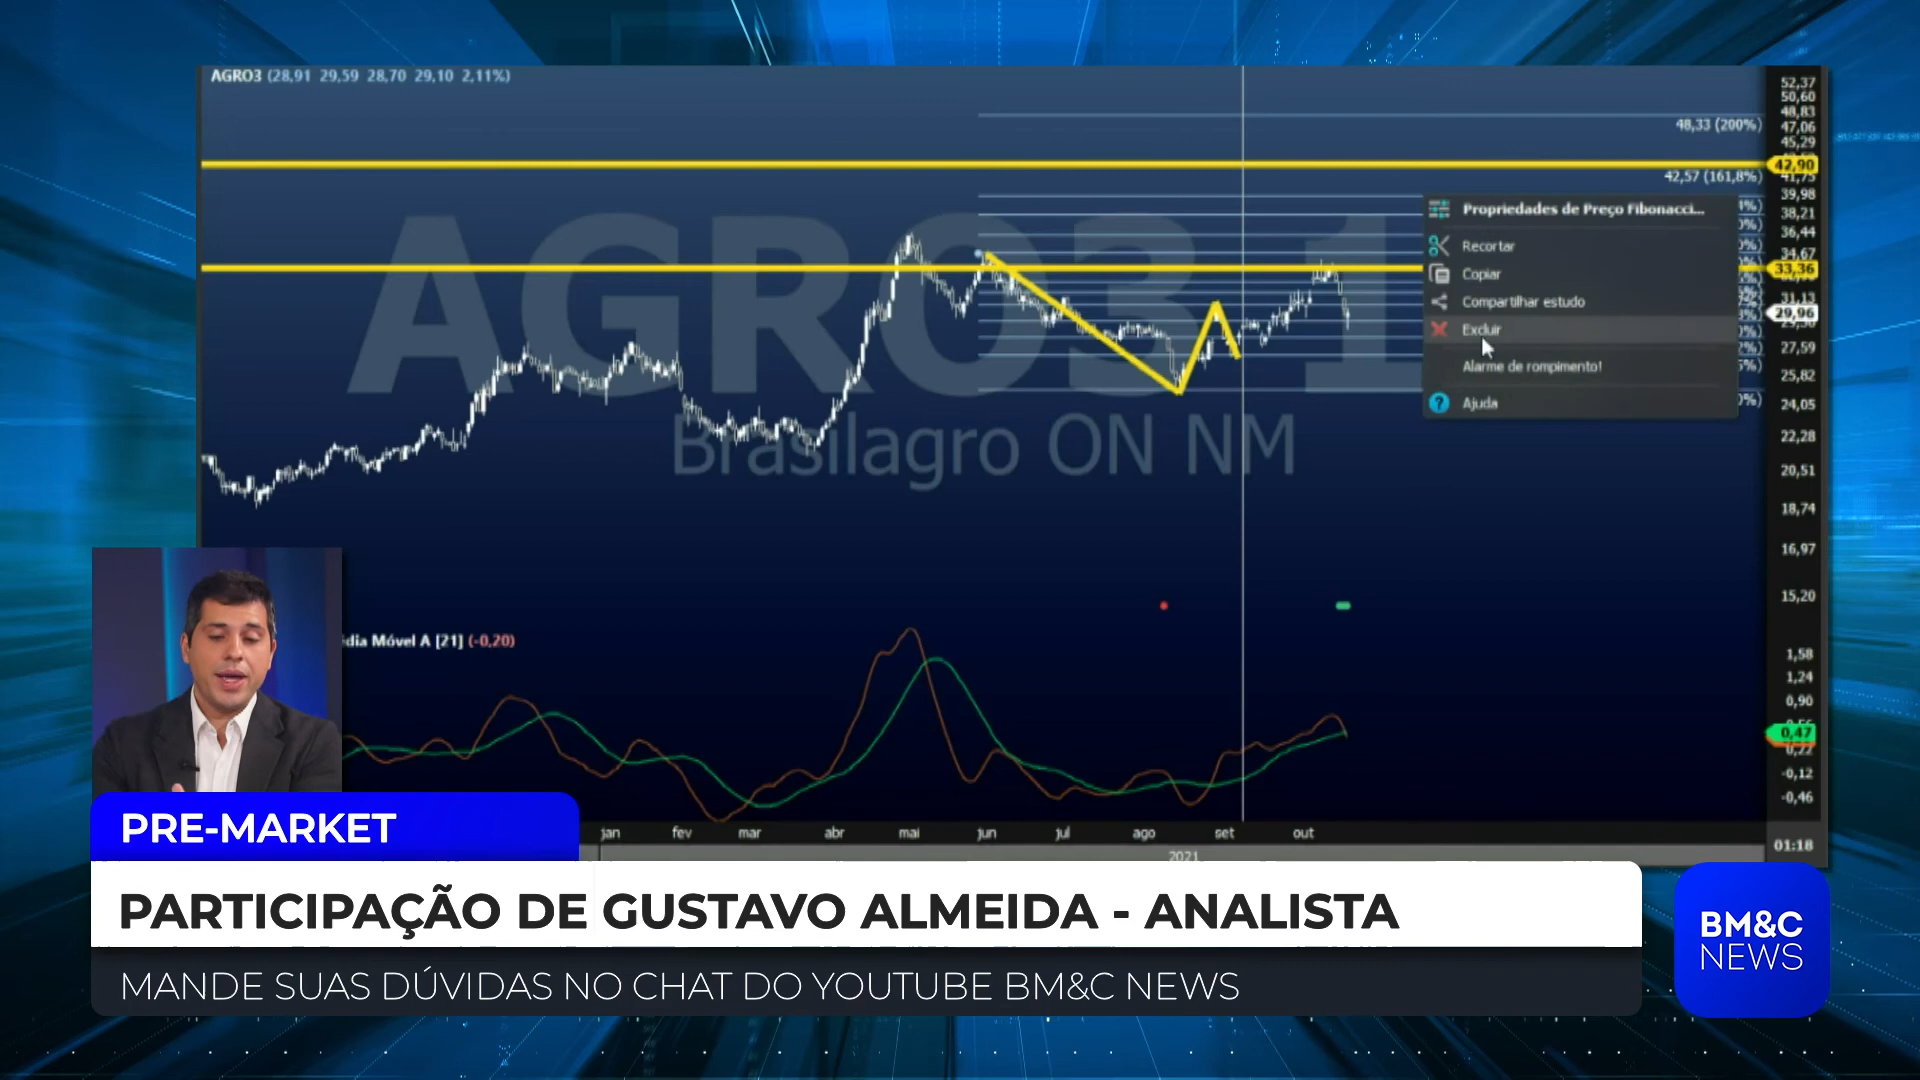 AGRO3 (28,91 29,59 28,70 29,10 2,11%)
52,37
50,60
48,83
47,06
45,29
48,33 (200%)
42,90
42,57 (161,8%)
41,75
39,98
38,21
36,44
34,67
33,36
31,13
29,96
27,59
25,82
24,05
22,28
20,51
18,74
16,97
15,20
AGRO3 1
Brasilagro ON NM
Propriedades de Preço Fibonacci...
Recortar
Copiar
Compartilhar estudo
Excluir
Alarme de rompimento!
Ajuda
dia Móvel A [21] (-0,20)
1,58
1,24
0,90
0,47
0,22
-0,12
-0,46
jan fev mar abr mai jun jul ago set out
2021
01:18
PRE-MARKET
PARTICIPAÇÃO DE GUSTAVO ALMEIDA - ANALISTA
MANDE SUAS DÚVIDAS NO CHAT DO YOUTUBE BM&C NEWS
BM&C
NEWS